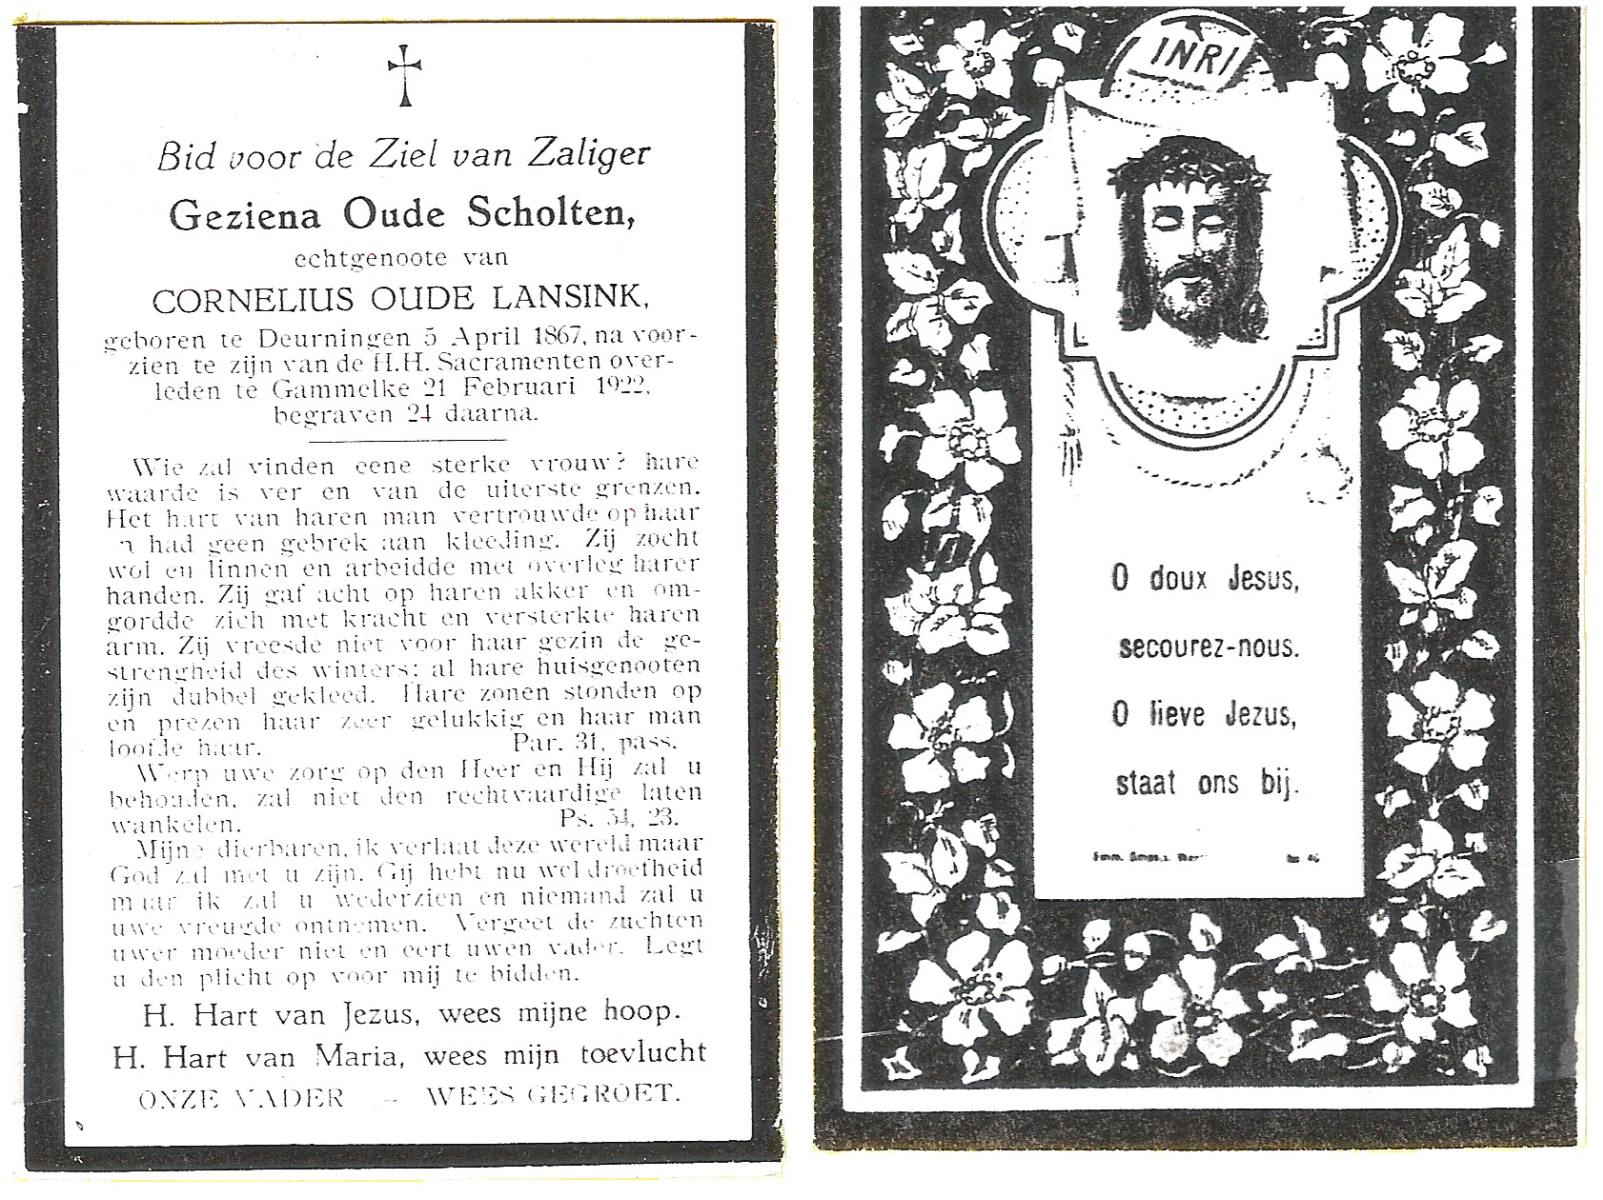 Bid voor de Ziel van Zaliger
Geziena Oude Scholten,
echtgenoote van
CORNELIUS OUDE LANSINK,
geboren te Deurningen 5 April 1867, na voor-
zien te zijn van de H.H. Sacramenten over-
leden te Gammelke 21 Februari 1922,
begraven 24 daarna.
Wie zal vinden eene sterke vrouw? hare
waarde is ver en van de uiterste grenzen.
Het hart van haren man vertrouwde op haar
had geen gebrek aan kleeding. Zij zocht
wol en linnen en arbeidde met overleg harer
handen. Zij gaf acht op haren akker en om-
gordde zich met kracht en versterkte haren
arm. Zij vreesde niet voor haar gezin de ge-
strengheid des winters; al hare huisgenooten
zijn dubbel gekleed. Hare zonen stonden op
en prezen haar zeer gelukkig en haar man
loofde haar. Par. 31, pass.
Werp uwe zorg op den Heer en Hij zal u
behouden, zal niet den rechtvaardige laten
wankelen. Ps. 54, 23.
Mijne dierbaren, ik verlaat deze wereld maar
God zal met u zijn. Gij hebt nu wel droefheid
maar ik zal u wederzien en niemand zal u
uwe vreugde ontnemen. Vergeet de zuchten
uwer moeder niet en eert uwen vader. Legt
u den plicht op voor mij te bidden.
H. Hart van Jezus, wees mijne hoop.
H. Hart van Maria, wees mijn toevlucht
ONZE VADER — WEES GEGROET.
INRI
O doux Jesus,
secourez-nous.
O lieve Jezus,
staat ons bij.